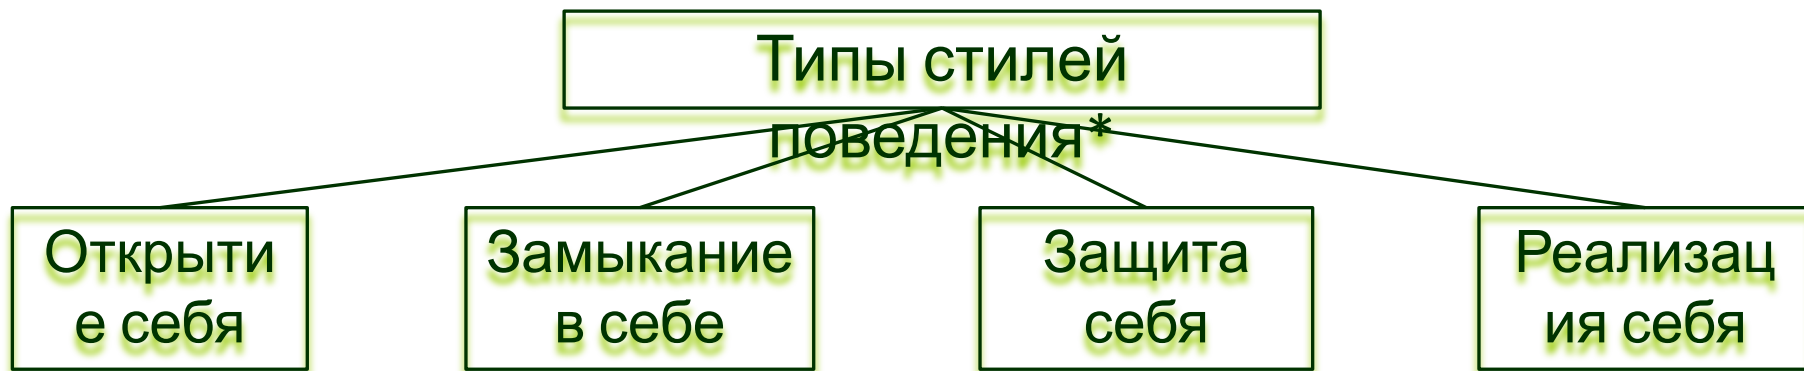 Типы стилей
поведения*
Открыти
е себя
Замыкание
в себе
Защита
себя
Реализац
ия себя